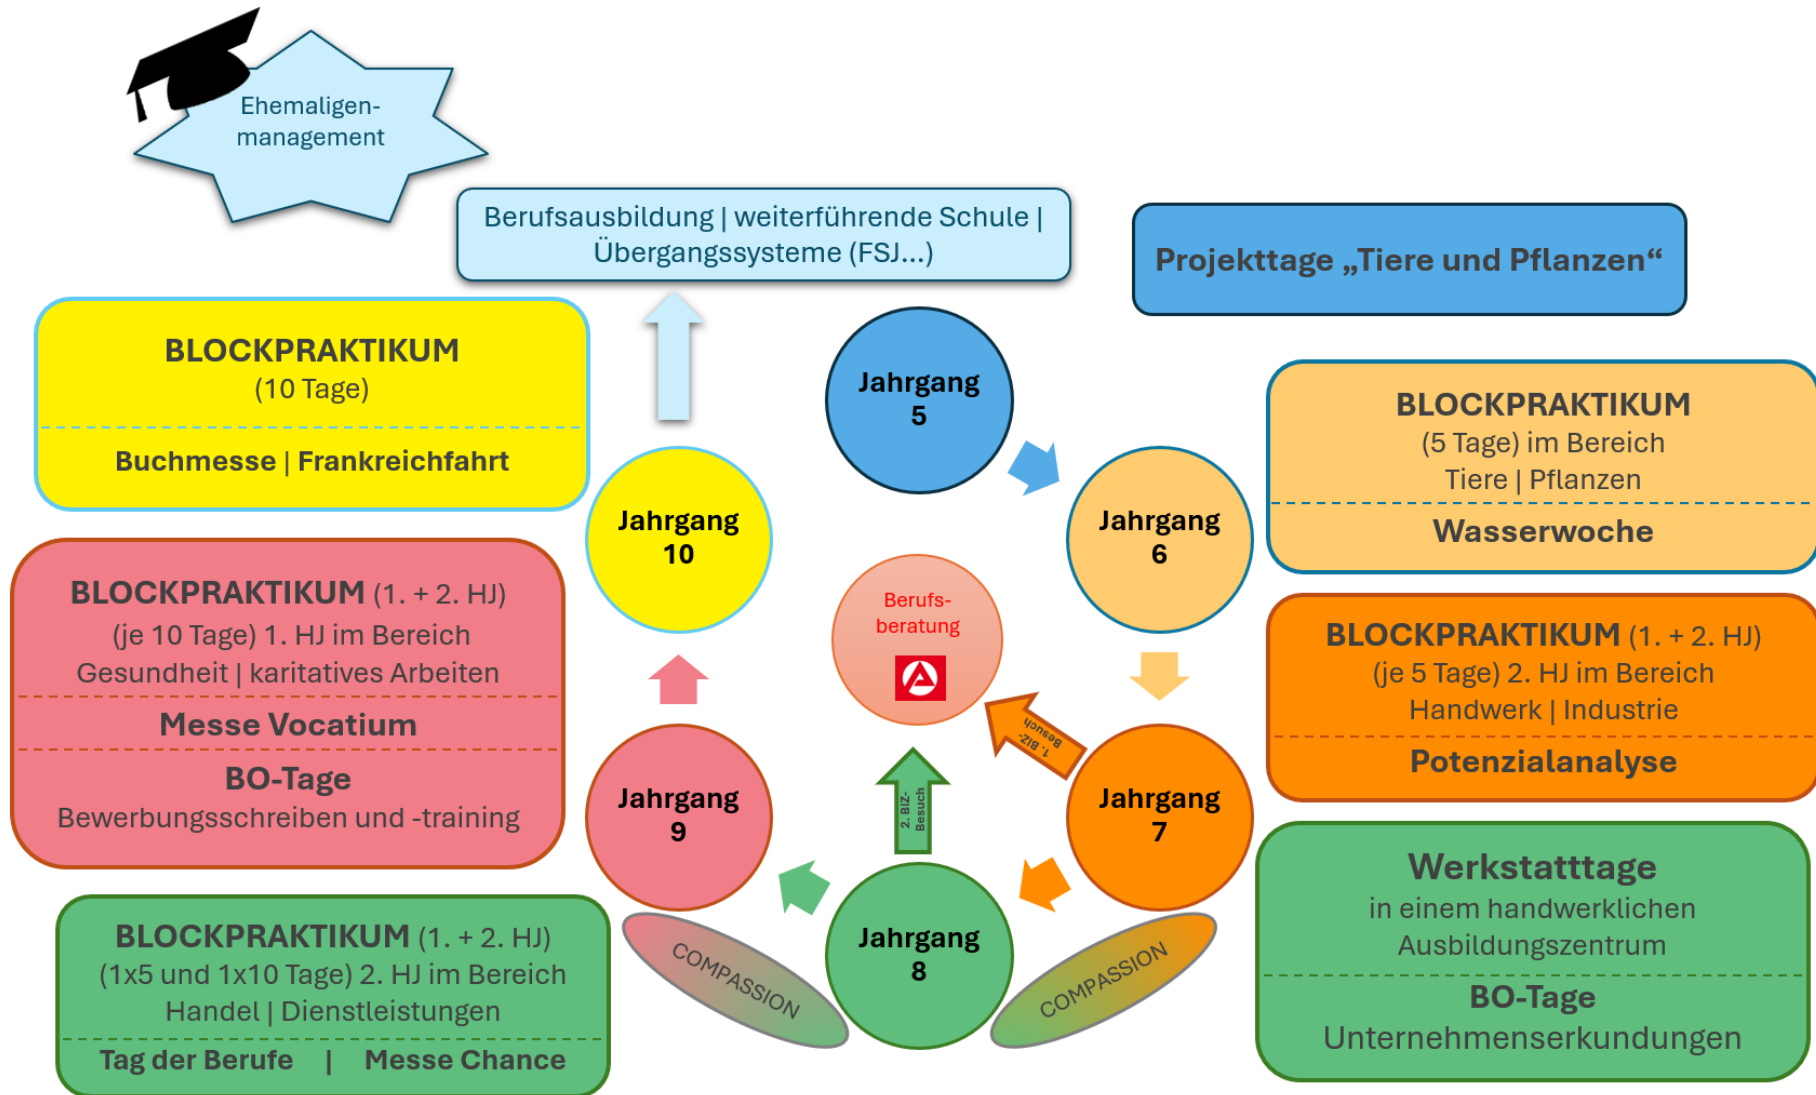 Ehemaligen-
management
Berufsausbildung | weiterführende Schule |
Übergangssysteme (FSJ...)
Projekttage „Tiere und Pflanzen“
Jahrgang
5
BLOCKPRAKTIKUM
(5 Tage) im Bereich
Tiere | Pflanzen
Wasserwoche
Jahrgang
6
BLOCKPRAKTIKUM (1. + 2. HJ)
(je 5 Tage) 2. HJ im Bereich
Handwerk | Industrie
Potenzialanalyse
Jahrgang
7
1. BIZ-
Besuch
Berufs-
beratung
Werkstatttage
in einem handwerklichen
Ausbildungszentrum
BO-Tage
Unternehmenserkundungen
COMPASSION
Jahrgang
8
2. BIZ-
Besuch
BLOCKPRAKTIKUM (1. + 2. HJ)
(1x5 und 1x10 Tage) 2. HJ im Bereich
Handel | Dienstleistungen
Tag der Berufe | Messe Chance
COMPASSION
Jahrgang
9
BLOCKPRAKTIKUM (1. + 2. HJ)
(je 10 Tage) 1. HJ im Bereich
Gesundheit | karitatives Arbeiten
Messe Vocatium
BO-Tage
Bewerbungsschreiben und -training
Jahrgang
10
BLOCKPRAKTIKUM
(10 Tage)
Buchmesse | Frankreichfahrt